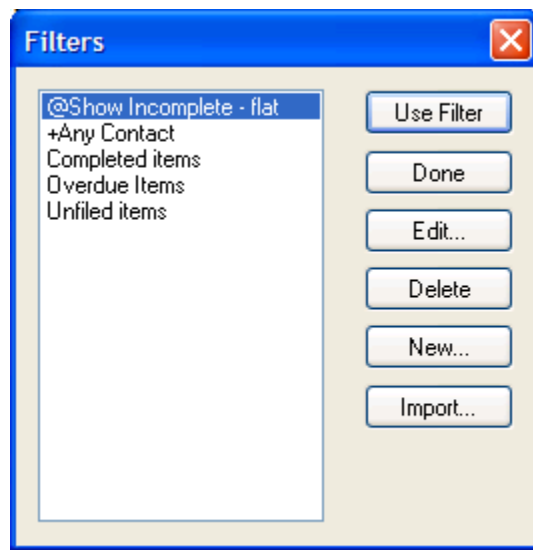 Filters
@Show Incomplete - flat
+Any Contact
Completed items
Overdue Items
Unfiled items
Use Filter
Done
Edit...
Delete
New...
Import...